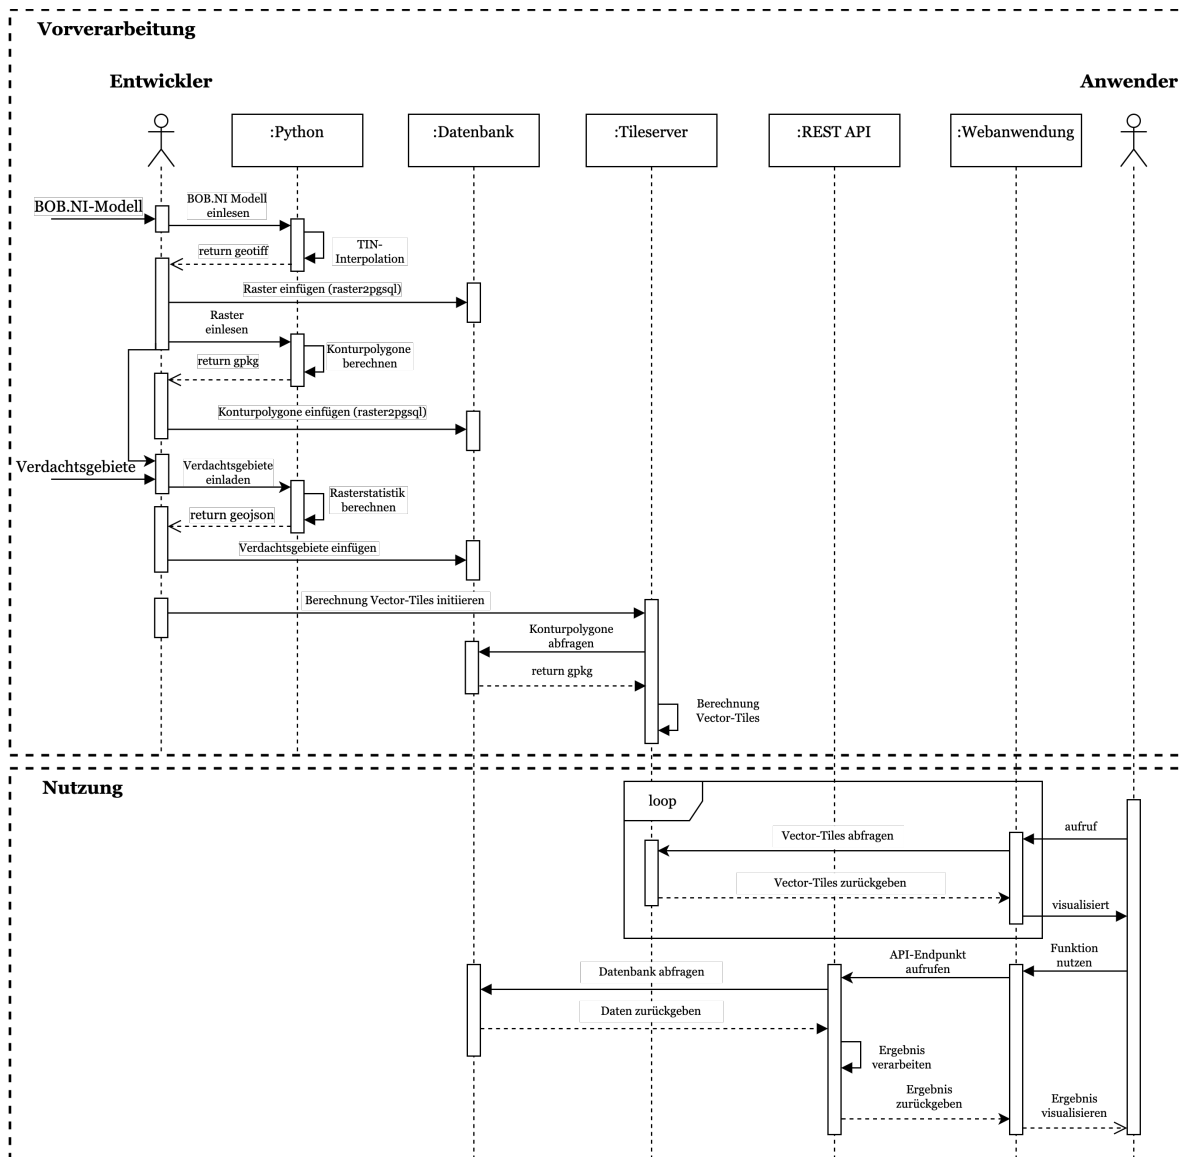 Vorverarbeitung
Entwickler
Anwender
:Python
:Datenbank
:Tileserver
:REST API
:Webanwendung
BOB.NI-Modell
BOB.NI Modell
einlesen
TIN-
Interpolation
return geotiff
Raster einfügen (raster2pgsql)
Raster
einlesen
Konturpolygone
berechnen
return gpkg
Konturpolygone einfügen (raster2pgsql)
Verdachtsgebiete
Verdachtsgebiete
einladen
Rasterstatistik
berechnen
return geojson
Verdachtsgebiete einfügen
Berechnung Vector-Tiles initiieren
Konturpolygone
abfragen
return gpkg
Berechnung
Vector-Tiles
Nutzung
loop
aufruf
Vector-Tiles abfragen
Vector-Tiles zurückgeben
visualisiert
Funktion
nutzen
API-Endpunkt
aufrufen
Datenbank abfragen
Daten zurückgeben
Ergebnis
verarbeiten
Ergebnis
zurückgeben
Ergebnis
visualisieren